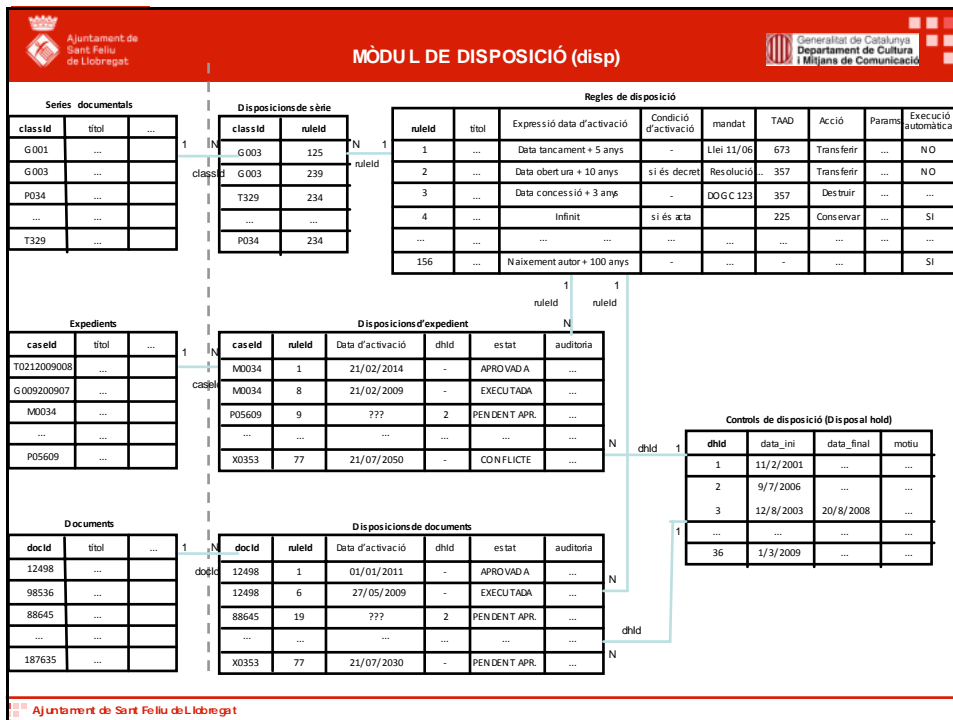 Ajuntament de
Sant Feliu
de Llobregat
MÒDUL DE DISPOSICIÓ (disp)
Generalitat de Catalunya
Departament de Cultura
i Mitjans de Comunicació
Series documentals
classId títol ...
G001 ...
G003 ...
P034 ...
... ...
T329 ...
1 N
classId
Disposicions de sèrie
classId ruleId
G003 125
G003 239
T329 234
... ...
P034 234
N 1
ruleId
Regles de disposició
ruleId títol Expressió data d'activació Condició d'activació mandat TAAD Acció Params Execució automàtica
1 ... Data tancament + 5 anys - Llei 11/06 673 Transferir ... NO
2 ... Data obertura + 10 anys si és decret Resolució... 357 Transferir ... NO
3 ... Data concessió + 3 anys - DOGC 123 357 Destruir ... ...
4 ... Infinit si és acta 225 Conservar ... SI
... ... ... ... ... ... ... ... ... ...
156 ... Naixement autor + 100 anys - ... - ... SI
1 1
ruleId ruleId
N
Expedients
caseId títol ...
T0212009008 ...
G009200907 ...
M0034 ...
... ...
P05609 ...
1 N
caseId
Disposicions d'expedient
caseId ruleId Data d'activació dhId estat auditoria
M0034 1 21/02/2014 - APROVADA ...
M0034 8 21/02/2009 - EXECUTADA ...
P05609 9 ??? 2 PENDENT APR. ...
... ... ... ... ... ...
X0353 77 21/07/2050 - CONFLICTE ...
N dhId 1
Controls de disposició (Disposal hold)
dhId data_ini data_final motiu
1 11/2/2001 ... ...
2 9/7/2006 ... ...
3 12/8/2003 20/8/2008 ...
... ... ... ...
36 1/3/2009 ... ...
1
Documents
docId títol ...
12498 ...
98536 ...
88645 ...
... ...
187635 ...
1 N
docId
Disposicions de documents
docId ruleId Data d'activació dhId estat auditoria
12498 1 01/01/2011 - APROVADA ...
12498 6 27/05/2009 - EXECUTADA ...
88645 19 ??? 2 PENDENT APR. ...
... ... ... ... ... ...
X0353 77 21/07/2030 - PENDENT APR. ...
N
dhId
N
Ajuntament de Sant Feliu de Llobregat